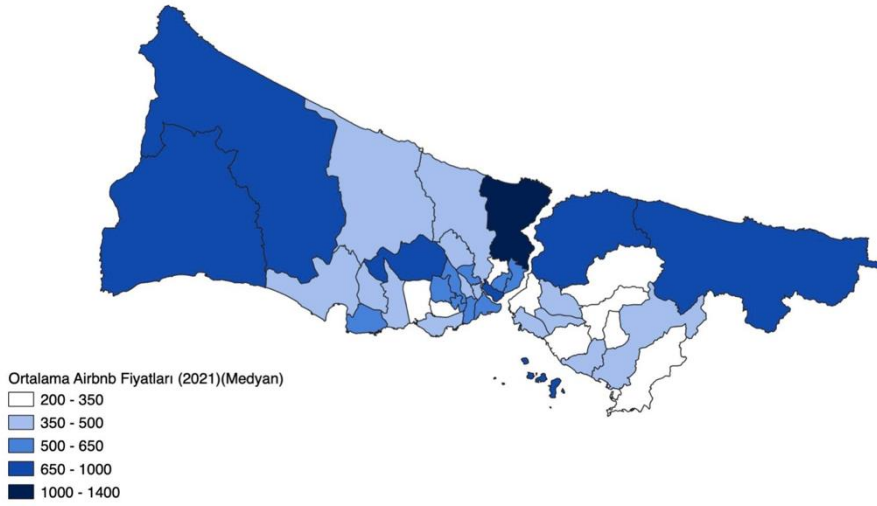 Ortalama Airbnb Fiyatları (2021)(Medyan)
200 - 350
350 - 500
500 - 650
650 - 1000
1000 - 1400